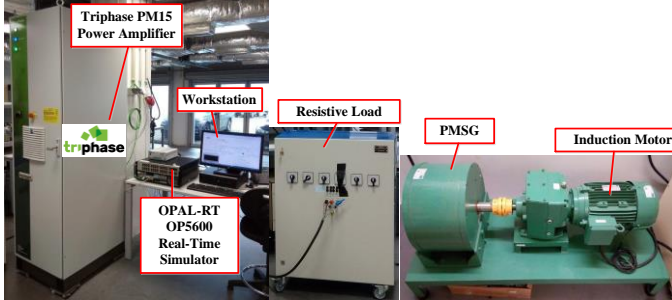 Triphase PM15
Power Amplifier
triphase
Workstation
OPAL-RT
OP5600
Real-Time
Simulator
Resistive Load
PMSG
Induction Motor